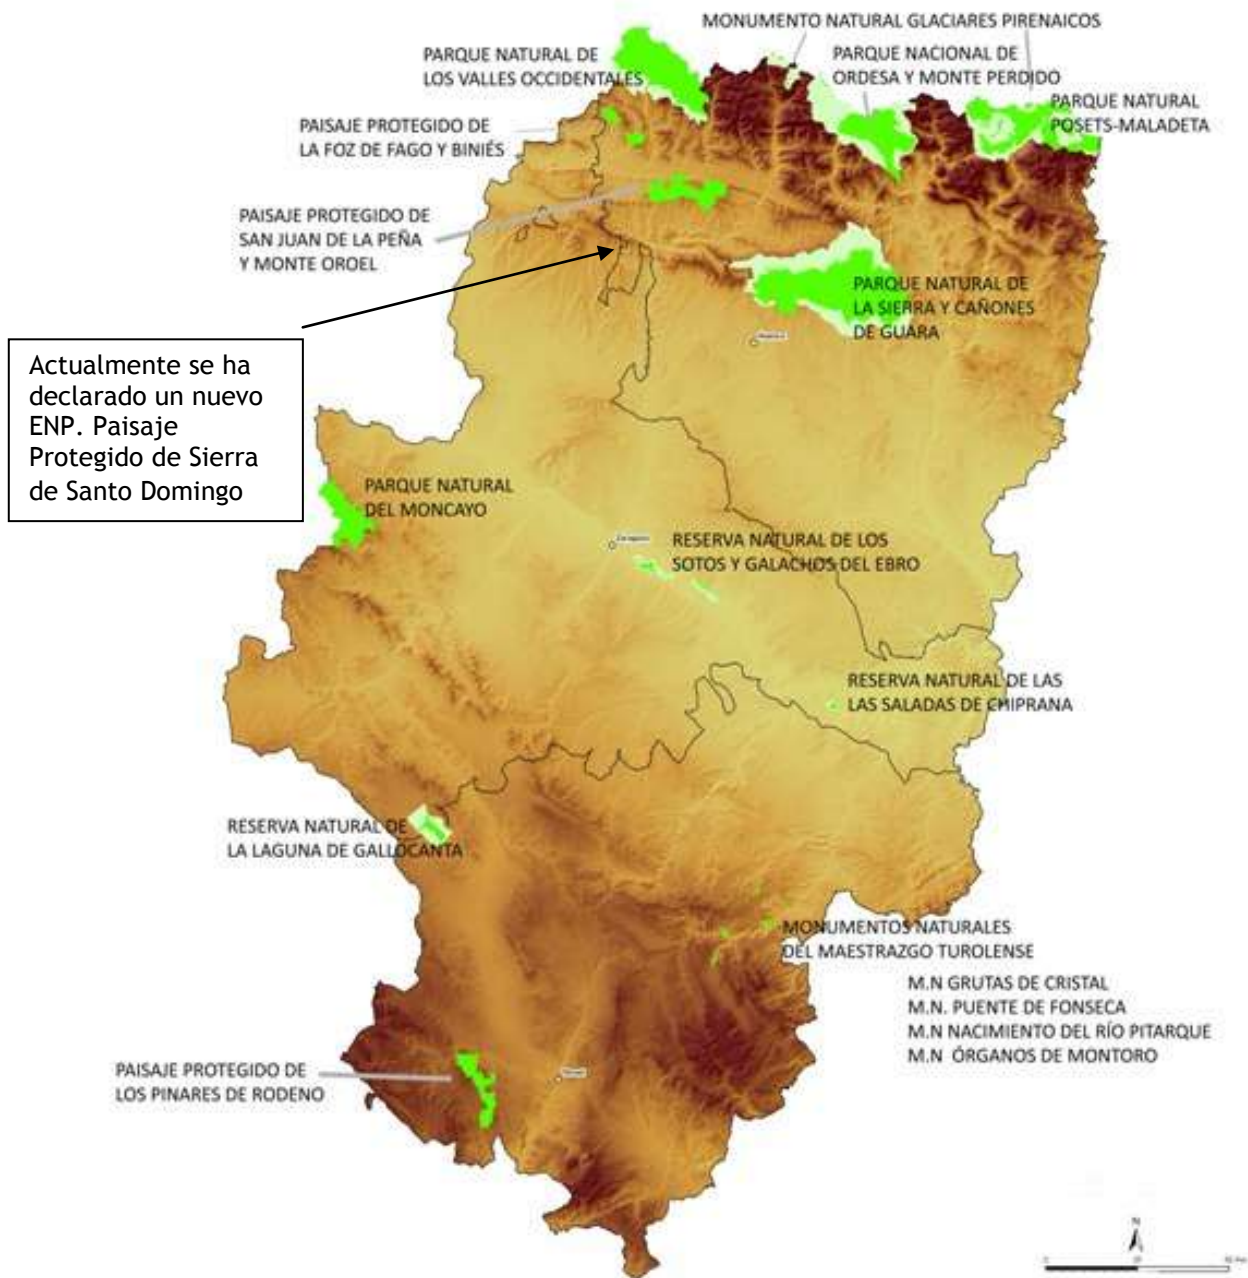 MONUMENTO NATURAL GLACIARES PIRENAICOS
PARQUE NATURAL DE
LOS VALLES OCCIDENTALES
PARQUE NACIONAL DE
ORDESA Y MONTE PERDIDO
PARQUE NATURAL
POSETS-MALADETA
PAISAJE PROTEGIDO DE
LA FOZ DE FAGO Y BINIÉS
PAISAJE PROTEGIDO DE
SAN JUAN DE LA PEÑA
Y MONTE OROEL
PARQUE NATURAL DE
LA SIERRA Y CAÑONES
DE GUARA
Actualmente se ha
declarado un nuevo
ENP. Paisaje
Protegido de Sierra
de Santo Domingo
PARQUE NATURAL
DEL MONCAYO
Zaragoza
RESERVA NATURAL DE LOS
SOTOS Y GALACHOS DEL EBRO
RESERVA NATURAL DE LAS
LAS SALADAS DE CHIPRANA
RESERVA NATURAL DE
LA LAGUNA DE GALLOCANTA
MONUMENTOS NATURALES
DEL MAESTRAZGO TUROLENSE
M.N GRUTAS DE CRISTAL
M.N. PUENTE DE FONSECA
M.N NACIMIENTO DEL RÍO PITARQUE
M.N ÓRGANOS DE MONTORO
PAISAJE PROTEGIDO DE
LOS PINARES DE RODENO
Teruel
N
0